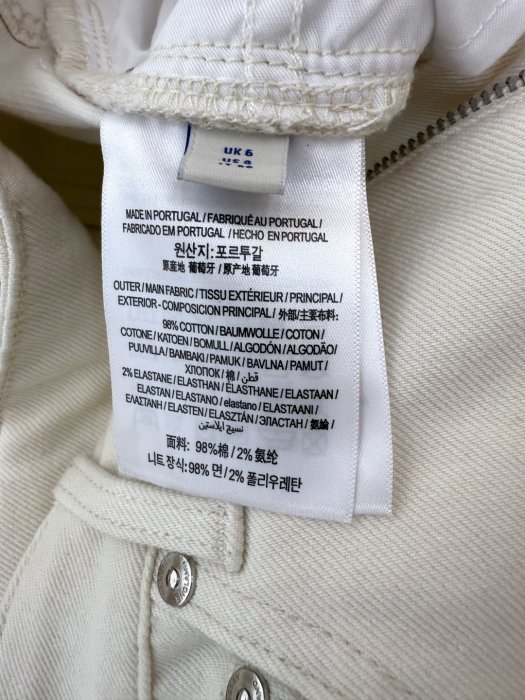 UK 6
US 4
MADE IN PORTUGAL / FABRIQUÉ AU PORTUGAL /
FABRICADO EM PORTUGAL / HECHO EN PORTUGAL
원산지: 포르투갈
原産地 葡萄牙 / 原产地 葡萄牙
OUTER / MAIN FABRIC / TISSU EXTÉRIEUR / PRINCIPAL /
EXTERIOR - COMPOSICION PRINCIPAL / 外部/主要布料:
98% COTTON / BAUMWOLLE / COTON /
COTONE / KATOEN / BOMULL / ALGODÓN / ALGODÃO /
PUUVILLA / BAMBAKI / PAMUK / BAVLNA / PAMUT /
ХЛОПОК / 棉 / قطن /
2% ELASTANE / ELASTHAN / ÉLASTHANE / ELASTAAN /
ELASTAN / ELASTANO / elastano / ELASTAANI /
ΕΛΑΣΤΑΝΗ / ELASTEN / ELASZTÁN / ЭЛАСТАН / 氨綸 /
نسيج ايلاستين
面料: 98%棉 / 2% 氨纶
니트 장식: 98% 면 / 2% 폴리우레탄